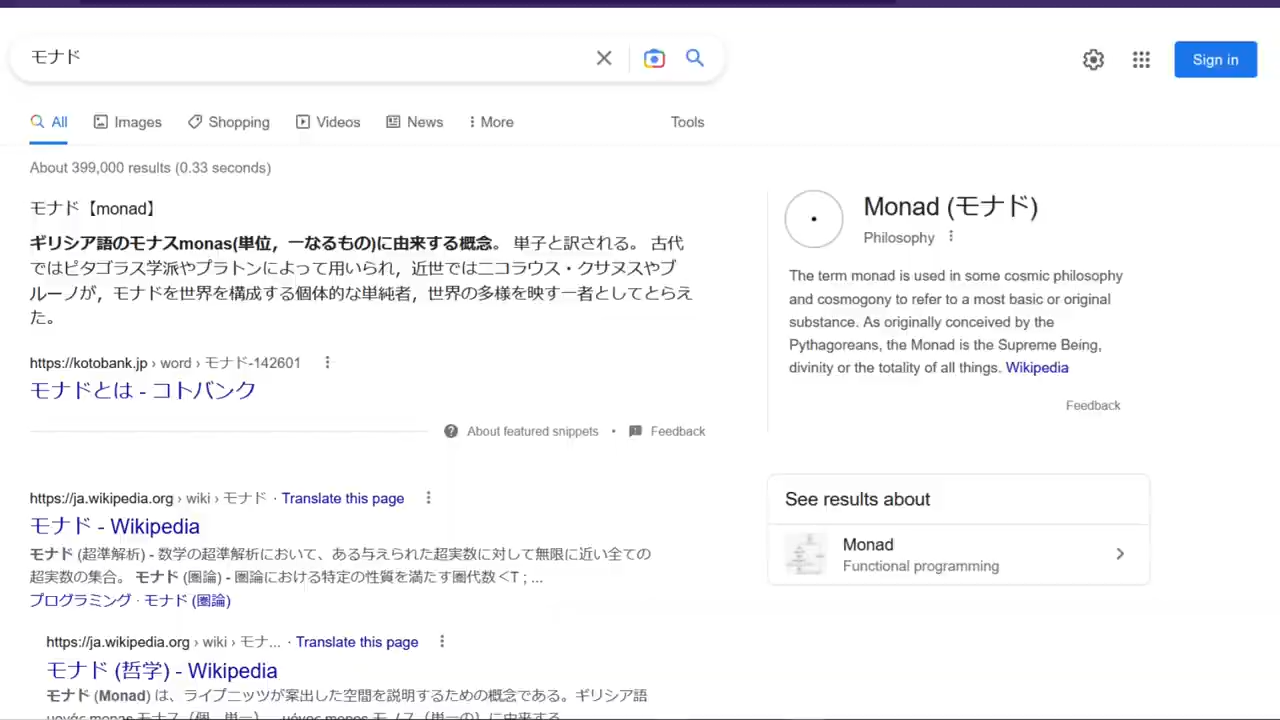 モナド
Sign in
All Images Shopping Videos News More Tools
About 399,000 results (0.33 seconds)
モナド【monad】
ギリシア語のモナスmonas(単位，一なるもの)に由来する概念。 単子と訳される。 古代
ではピタゴラス学派やプラトンによって用いられ，近世ではニコラウス・クサヌスやブ
ルーノが，モナドを世界を構成する個体的な単純者，世界の多様を映す一者としてとらえ
た。
https://kotobank.jp › word › モナド-142601
モナドとは - コトバンク
About featured snippets • Feedback
https://ja.wikipedia.org › wiki › モナド · Translate this page
モナド - Wikipedia
モナド (超準解析) - 数学の超準解析において、ある与えられた超実数に対して無限に近い全ての
超実数の集合。 モナド (圏論) - 圏論における特定の性質を満たす圏代数＜T ; ...
プログラミング · モナド (圏論)
https://ja.wikipedia.org › wiki › モナ... · Translate this page
モナド (哲学) - Wikipedia
モナド (Monad) は、ライプニッツが案出した空間を説明するための概念である。ギリシア語
Monad (モナド)
Philosophy
The term monad is used in some cosmic philosophy
and cosmogony to refer to a most basic or original
substance. As originally conceived by the
Pythagoreans, the Monad is the Supreme Being,
divinity or the totality of all things. Wikipedia
Feedback
See results about
Monad
Functional programming